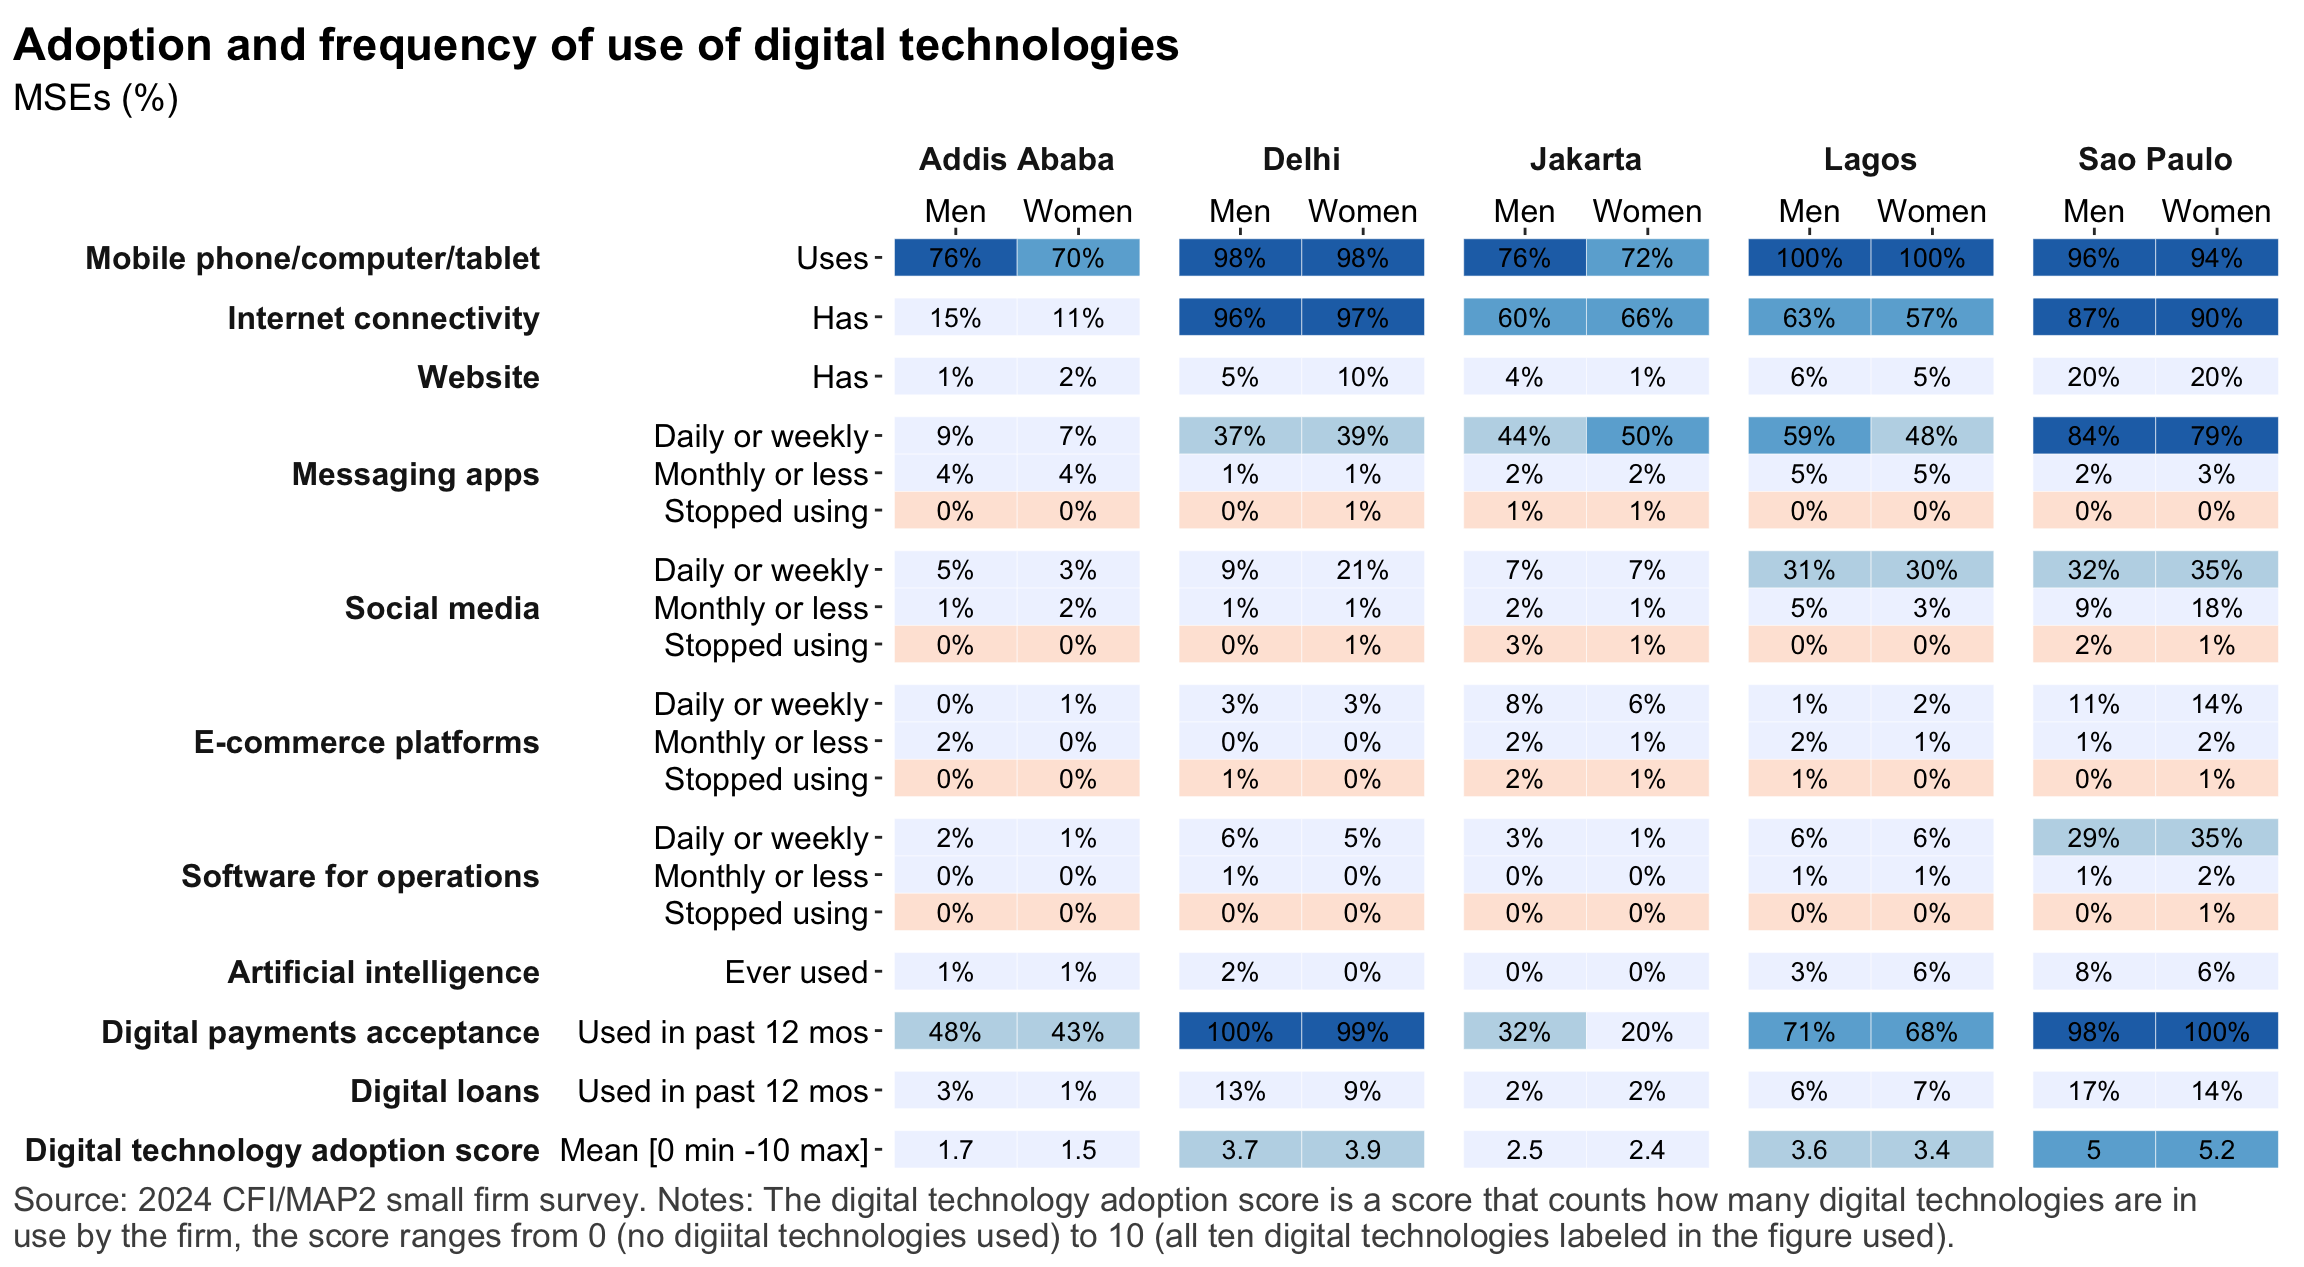 Adoption and frequency of use of digital technologies
MSEs (%)
Addis Ababa Delhi Jakarta Lagos Sao Paulo
Men Women Men Women Men Women Men Women Men Women
Mobile phone/computer/tablet Uses 76% 70% 98% 98% 76% 72% 100% 100% 96% 94%
Internet connectivity Has 15% 11% 96% 97% 60% 66% 63% 57% 87% 90%
Website Has 1% 2% 5% 10% 4% 1% 6% 5% 20% 20%
Daily or weekly 9% 7% 37% 39% 44% 50% 59% 48% 84% 79%
Messaging apps Monthly or less 4% 4% 1% 1% 2% 2% 5% 5% 2% 3%
Stopped using 0% 0% 0% 1% 1% 1% 0% 0% 0% 0%
Daily or weekly 5% 3% 9% 21% 7% 7% 31% 30% 32% 35%
Social media Monthly or less 1% 2% 1% 1% 2% 1% 5% 3% 9% 18%
Stopped using 0% 0% 0% 1% 3% 1% 0% 0% 2% 1%
Daily or weekly 0% 1% 3% 3% 8% 6% 1% 2% 11% 14%
E-commerce platforms Monthly or less 2% 0% 0% 0% 2% 1% 2% 1% 1% 2%
Stopped using 0% 0% 1% 0% 2% 1% 1% 0% 0% 1%
Daily or weekly 2% 1% 6% 5% 3% 1% 6% 6% 29% 35%
Software for operations Monthly or less 0% 0% 1% 0% 0% 0% 1% 1% 1% 2%
Stopped using 0% 0% 0% 0% 0% 0% 0% 0% 0% 1%
Artificial intelligence Ever used 1% 1% 2% 0% 0% 0% 3% 6% 8% 6%
Digital payments acceptance Used in past 12 mos 48% 43% 100% 99% 32% 20% 71% 68% 98% 100%
Digital loans Used in past 12 mos 3% 1% 13% 9% 2% 2% 6% 7% 17% 14%
Digital technology adoption score Mean [0 min -10 max] 1.7 1.5 3.7 3.9 2.5 2.4 3.6 3.4 5 5.2
Source: 2024 CFI/MAP2 small firm survey. Notes: The digital technology adoption score is a score that counts how many digital technologies are in
use by the firm, the score ranges from 0 (no digiital technologies used) to 10 (all ten digital technologies labeled in the figure used).